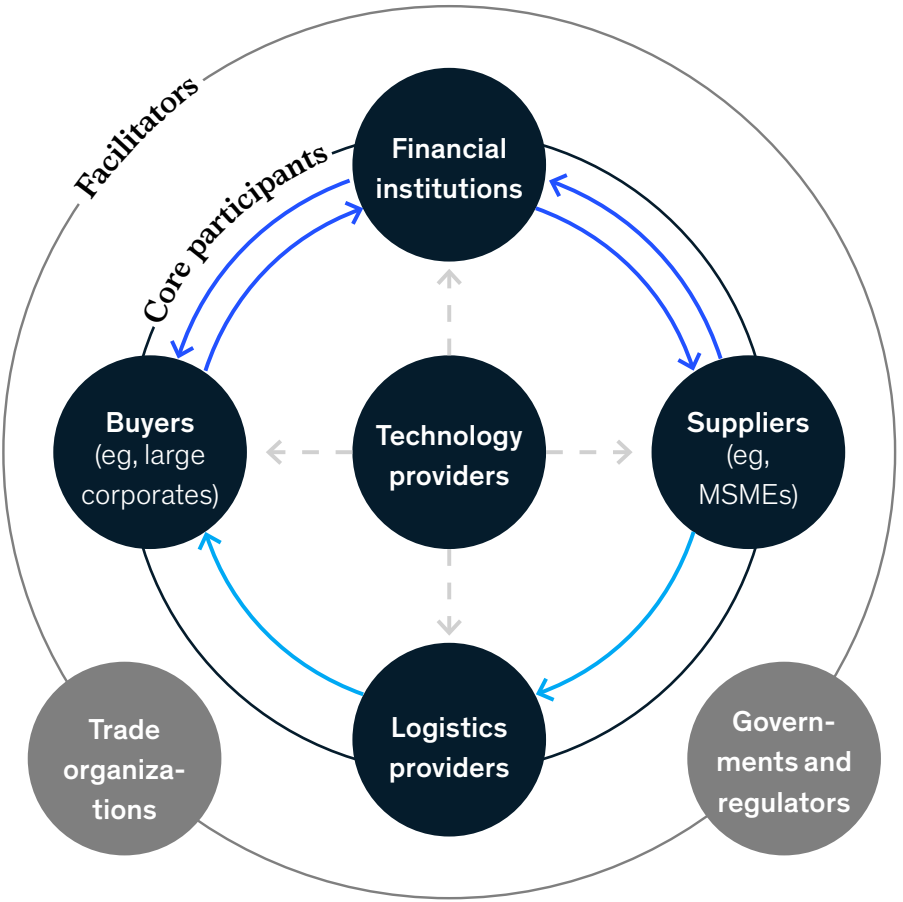 Facilitators
Core participants
Financial
institutions
Buyers
(eg, large
corporates)
Technology
providers
Suppliers
(eg,
MSMEs)
Logistics
providers
Trade
organiza-
tions
Govern-
ments and
regulators